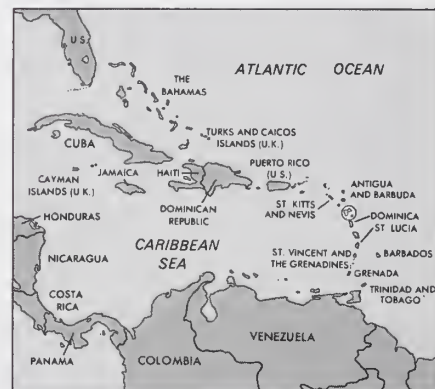 U.S.
ATLANTIC OCEAN
THE
BAHAMAS
CUBA
TURKS AND CAICOS
ISLANDS (U.K.)
PUERTO RICO
(U S.)
CAYMAN
ISLANDS (U.K.)
JAMAICA
HAITI
ANTIGUA
AND BARBUDA
ST KITTS
AND NEVIS
DOMINICAN
REPUBLIC
DOMINICA
ST LUCIA
HONDURAS
CARIBBEAN
SEA
ST. VINCENT AND
THE GRENADINES
BARBADOS
NICARAGUA
GRENADA
COSTA
RICA
TRINIDAD AND
TOBAGO
VENEZUELA
PANAMA
COLOMBIA